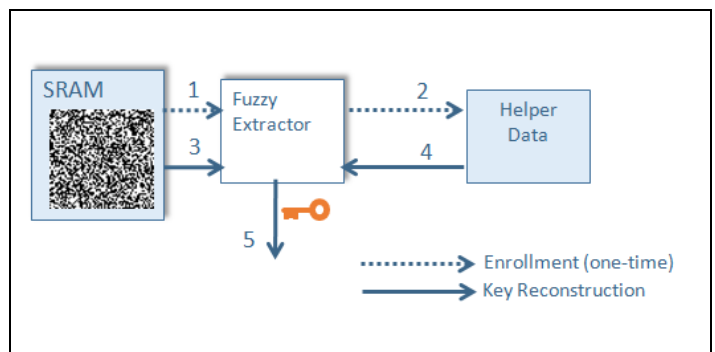 SRAM
1
Fuzzy
Extractor
2
Helper
Data
3
4
5
Enrollment (one-time)
Key Reconstruction